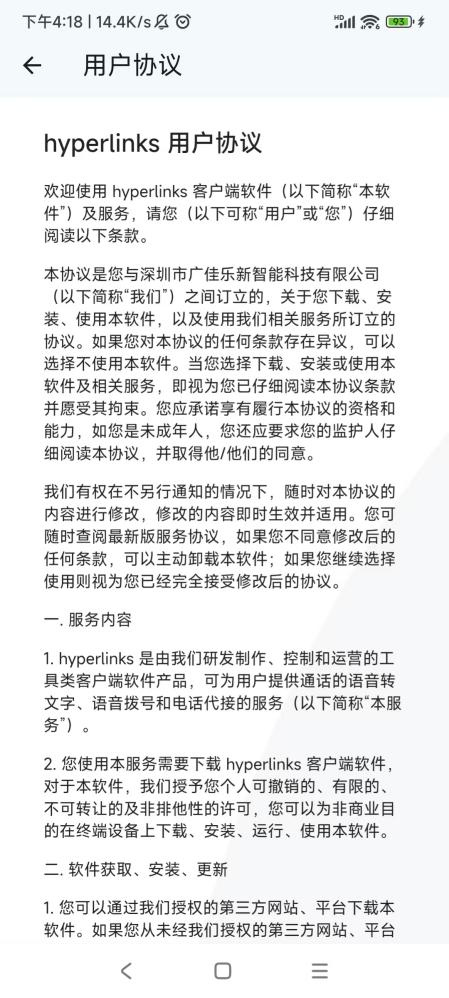 下午4:18 | 14.4K/s
HD
93
用户协议
hyperlinks 用户协议
欢迎使用 hyperlinks 客户端软件（以下简称“本软
件”）及服务，请您（以下可称“用户”或“您”）仔细
阅读以下条款。
本协议是您与深圳市广佳乐新智能科技有限公司
（以下简称“我们”）之间订立的，关于您下载、安
装、使用本软件，以及使用我们相关服务所订立的
协议。如果您对本协议的任何条款存在异议，可以
选择不使用本软件。当您选择下载、安装或使用本
软件及相关服务，即视为您已仔细阅读本协议条款
并愿受其拘束。您应承诺享有履行本协议的资格和
能力，如您是未成年人，您还应要求您的监护人仔
细阅读本协议，并取得他/他们的同意。
我们有权在不另行通知的情况下，随时对本协议的
内容进行修改，修改的内容即时生效并适用。您可
随时查阅最新版服务协议，如果您不同意修改后的
任何条款，可以主动卸载本软件；如果您继续选择
使用则视为您已经完全接受修改后的协议。
一. 服务内容
1. hyperlinks 是由我们研发制作、控制和运营的工
具类客户端软件产品，可为用户提供通话的语音转
文字、语音拨号和电话代接的服务（以下简称“本服
务”）。
2. 您使用本服务需要下载 hyperlinks 客户端软件，
对于本软件，我们授予您个人可撤销的、有限的、
不可转让的及非排他性的许可，您可以为非商业目
的在终端设备上下载、安装、运行、使用本软件。
二. 软件获取、安装、更新
1. 您可以通过我们授权的第三方网站、平台下载本
软件。如果您从未经我们授权的第三方网站、平台